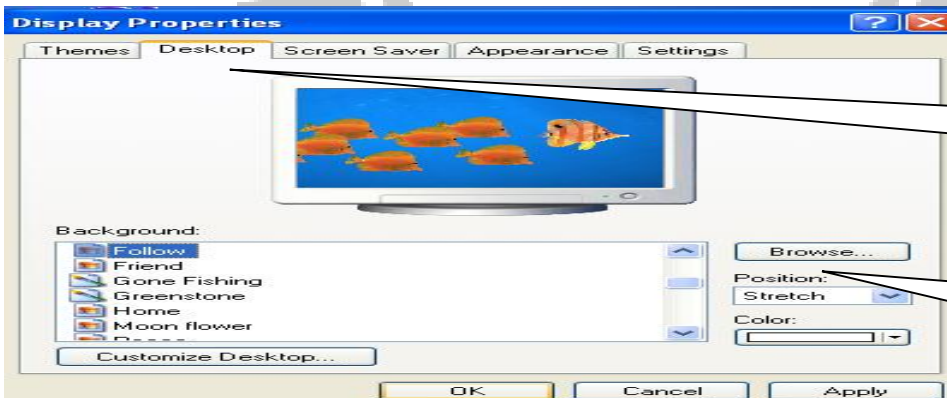 Display Properties
Themes Desktop Screen Saver Appearance Settings
Background:
Follow
Friend
Gone Fishing
Greenstone
Home
Moon flower
Browse...
Position:
Stretch
Color:
Customize Desktop...
OK Cancel Apply